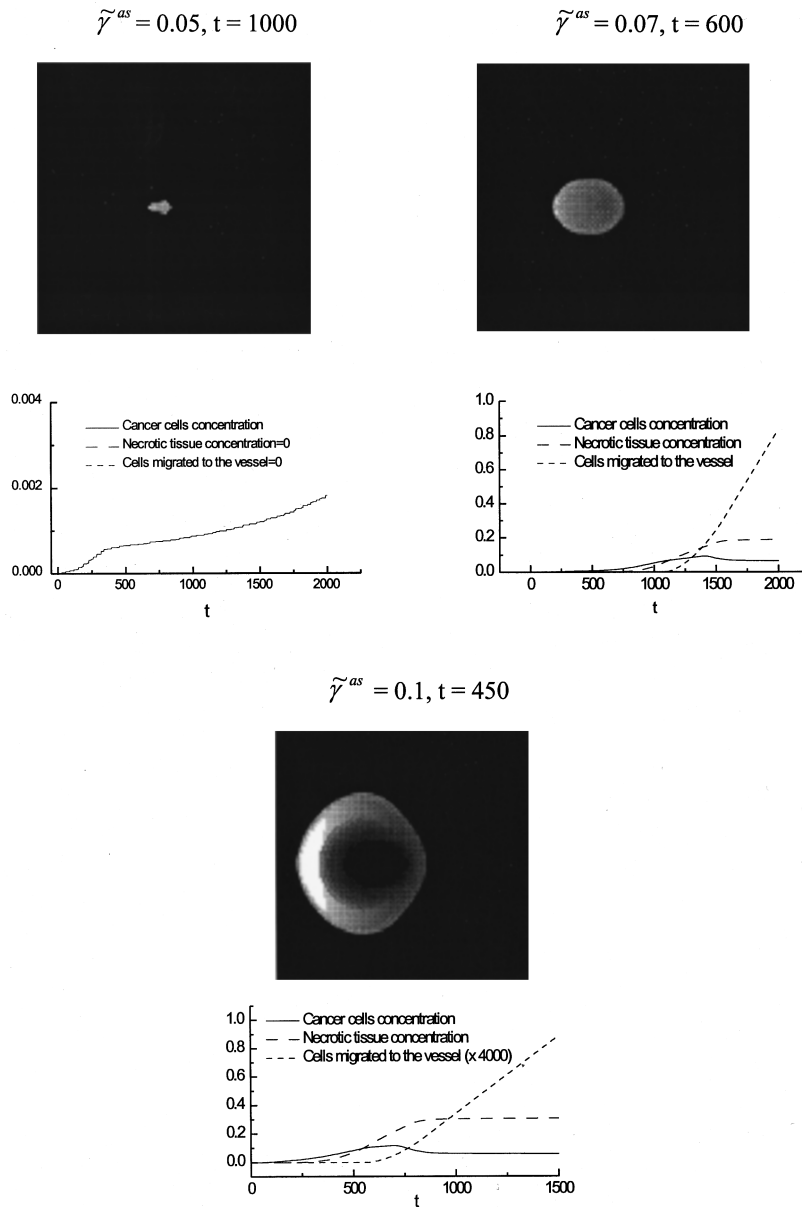 γ̃ᵃˢ = 0.05, t = 1000
γ̃ᵃˢ = 0.07, t = 600
0.004
0.002
0.000
Cancer cells concentration
Necrotic tissue concentration=0
Cells migrated to the vessel=0
0 500 1000 1500 2000
t
1.0
0.8
0.6
0.4
0.2
0.0
Cancer cells concentration
Necrotic tissue concentration
Cells migrated to the vessel
0 500 1000 1500 2000
t
γ̃ᵃˢ = 0.1, t = 450
1.0
0.8
0.6
0.4
0.2
0.0
Cancer cells concentration
Necrotic tissue concentration
Cells migrated to the vessel (x 4000)
0 500 1000 1500
t